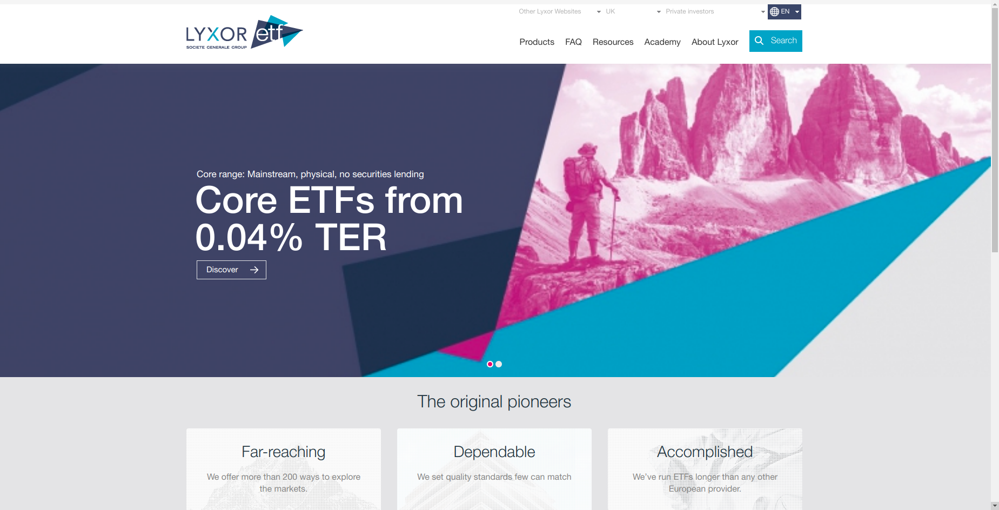 Other Lyxor Websites
UK
Private investors
EN
LYXOR etf
SOCIETE GENERALE GROUP
Products
FAQ
Resources
Academy
About Lyxor
Search
Core range: Mainstream, physical, no securities lending
Core ETFs from
0.04% TER
Discover
The original pioneers
Far-reaching
We offer more than 200 ways to explore
the markets.
Dependable
We set quality standards few can match
Accomplished
We've run ETFs longer than any other
European provider.